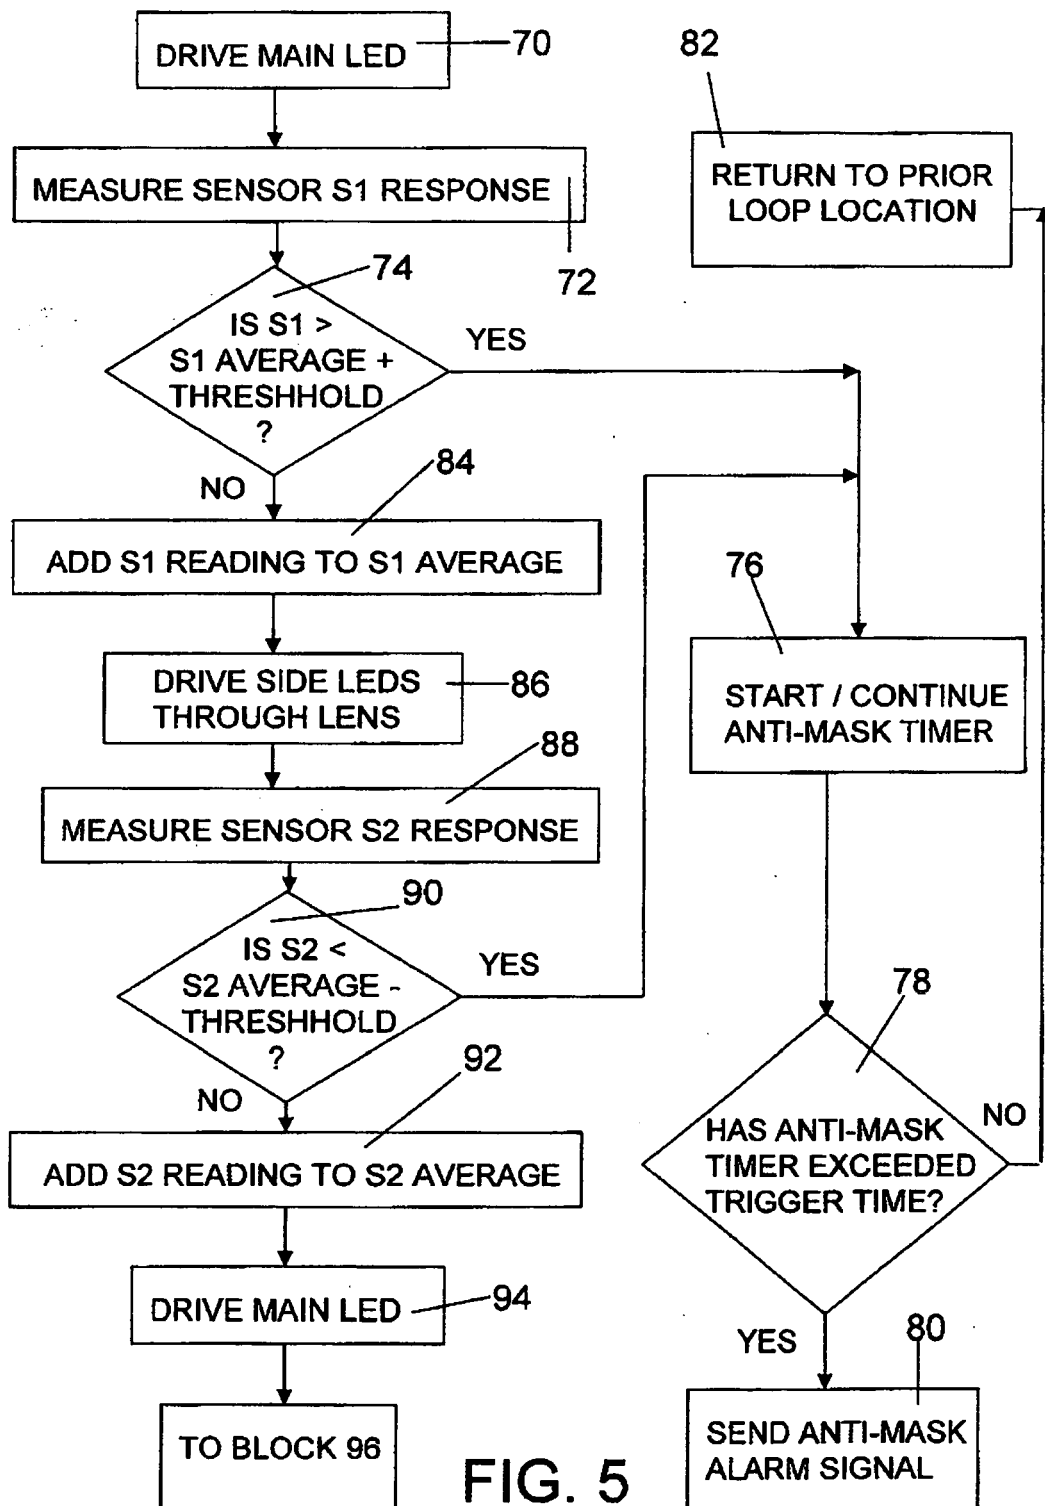 DRIVE MAIN LED
70
MEASURE SENSOR S1 RESPONSE
72
74
IS S1 >
S1 AVERAGE +
THRESHHOLD
?
YES
NO
84
ADD S1 READING TO S1 AVERAGE
DRIVE SIDE LEDS
THROUGH LENS
86
88
MEASURE SENSOR S2 RESPONSE
90
IS S2 <
S2 AVERAGE -
THRESHHOLD
?
YES
NO
92
ADD S2 READING TO S2 AVERAGE
DRIVE MAIN LED
94
TO BLOCK 96
82
RETURN TO PRIOR
LOOP LOCATION
76
START / CONTINUE
ANTI-MASK TIMER
78
HAS ANTI-MASK
TIMER EXCEEDED
TRIGGER TIME?
NO
YES
80
SEND ANTI-MASK
ALARM SIGNAL
FIG. 5